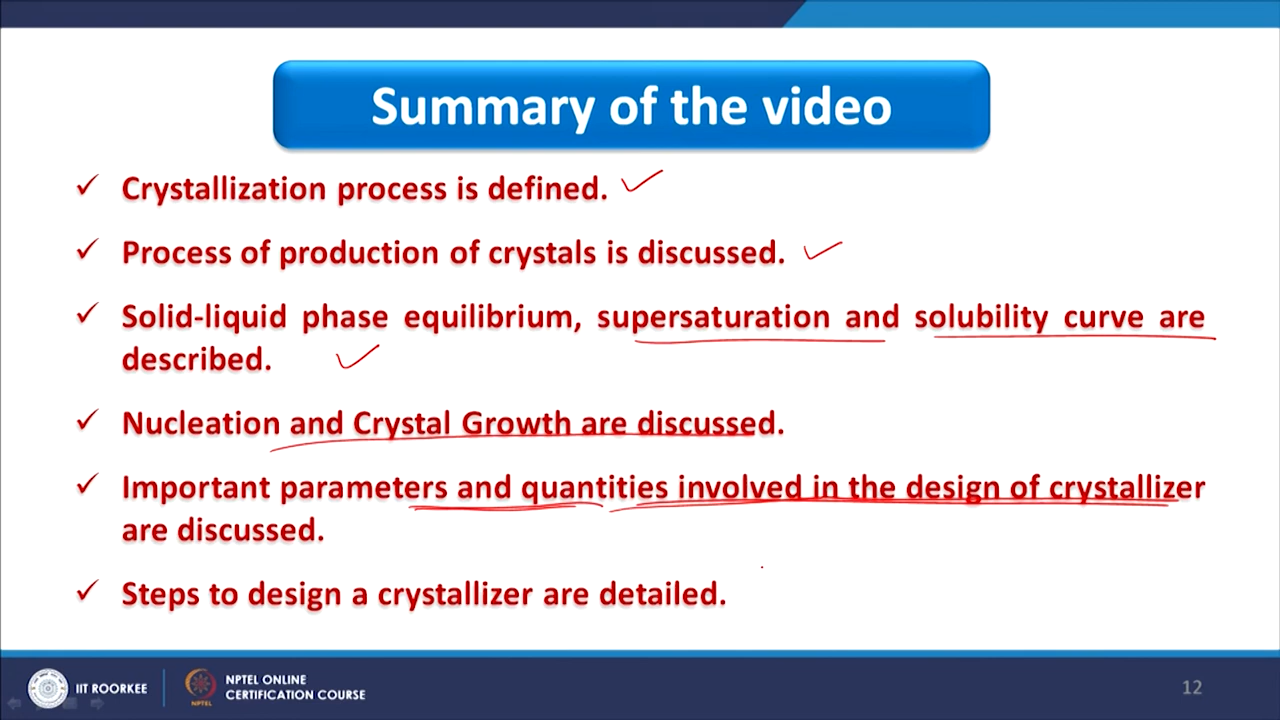 Summary of the video
✓ Crystallization process is defined.
✓ Process of production of crystals is discussed.
✓ Solid-liquid phase equilibrium, supersaturation and solubility curve are
described.
✓ Nucleation and Crystal Growth are discussed.
✓ Important parameters and quantities involved in the design of crystallizer
are discussed.
✓ Steps to design a crystallizer are detailed.
IIT ROORKEE
NPTEL
NPTEL ONLINE
CERTIFICATION COURSE
12